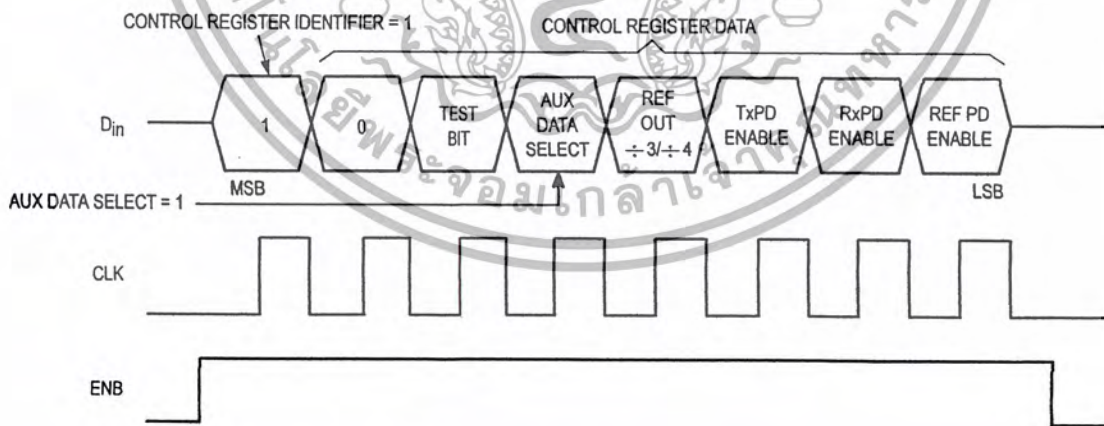 CONTROL REGISTER IDENTIFIER = 1
CONTROL REGISTER DATA
Din
1
0
TEST
BIT
AUX
DATA
SELECT
REF
OUT
÷3/÷4
TxPD
ENABLE
RxPD
ENABLE
REF PD
ENABLE
MSB
LSB
AUX DATA SELECT = 1
CLK
ENB